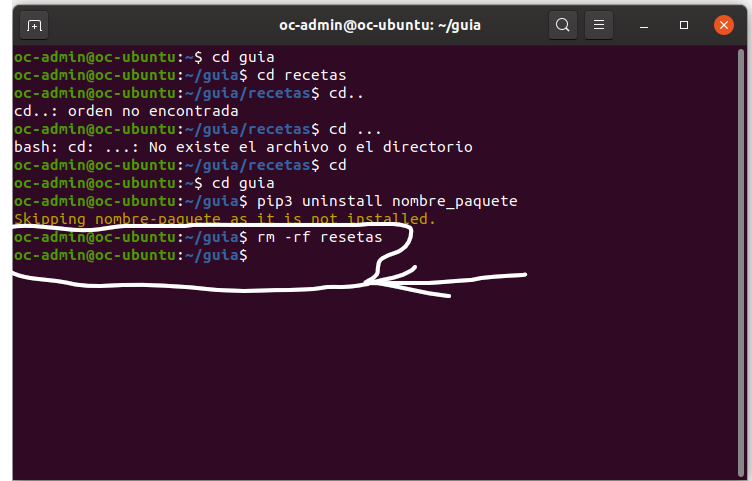 oc-admin@oc-ubuntu: ~/guia
oc-admin@oc-ubuntu:~$ cd guia
oc-admin@oc-ubuntu:~/guia$ cd recetas
oc-admin@oc-ubuntu:~/guia/recetas$ cd..
cd..: orden no encontrada
oc-admin@oc-ubuntu:~/guia/recetas$ cd ...
bash: cd: ...: No existe el archivo o el directorio
oc-admin@oc-ubuntu:~/guia/recetas$ cd
oc-admin@oc-ubuntu:~$ cd guia
oc-admin@oc-ubuntu:~/guia$ pip3 uninstall nombre_paquete
Skipping nombre-paquete as it is not installed.
oc-admin@oc-ubuntu:~/guia$ rm -rf resetas
oc-admin@oc-ubuntu:~/guia$